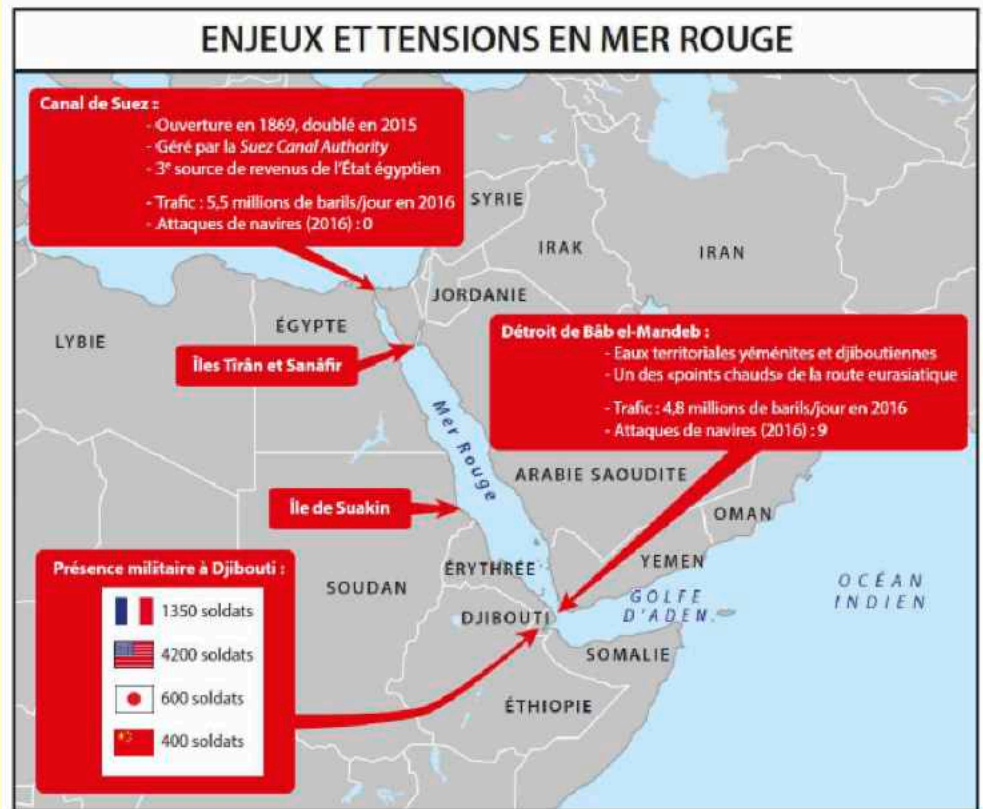 ENJEUX ET TENSIONS EN MER ROUGE
Canal de Suez :
- Ouverture en 1869, doublé en 2015
- Géré par la Suez Canal Authority
- 3e source de revenus de l'État égyptien
- Trafic : 5,5 millions de barils/jour en 2016
- Attaques de navires (2016) : 0
SYRIE
IRAK
IRAN
JORDANIE
LYBIE
ÉGYPTE
Îles Tirân et Sanâfir
Détroit de Bâb el-Mandeb :
- Eaux territoriales yéménites et djiboutiennes
- Un des «points chauds» de la route eurasiatique
- Trafic : 4,8 millions de barils/jour en 2016
- Attaques de navires (2016) : 9
Mer Rouge
ARABIE SAOUDITE
OMAN
Île de Suakin
YEMEN
SOUDAN
ÉRYTHRÉE
GOLFE
D'ADEN
OCÉAN
INDIEN
DJIBOUTI
SOMALIE
ÉTHIOPIE
Présence militaire à Djibouti :
1350 soldats
4200 soldats
600 soldats
400 soldats